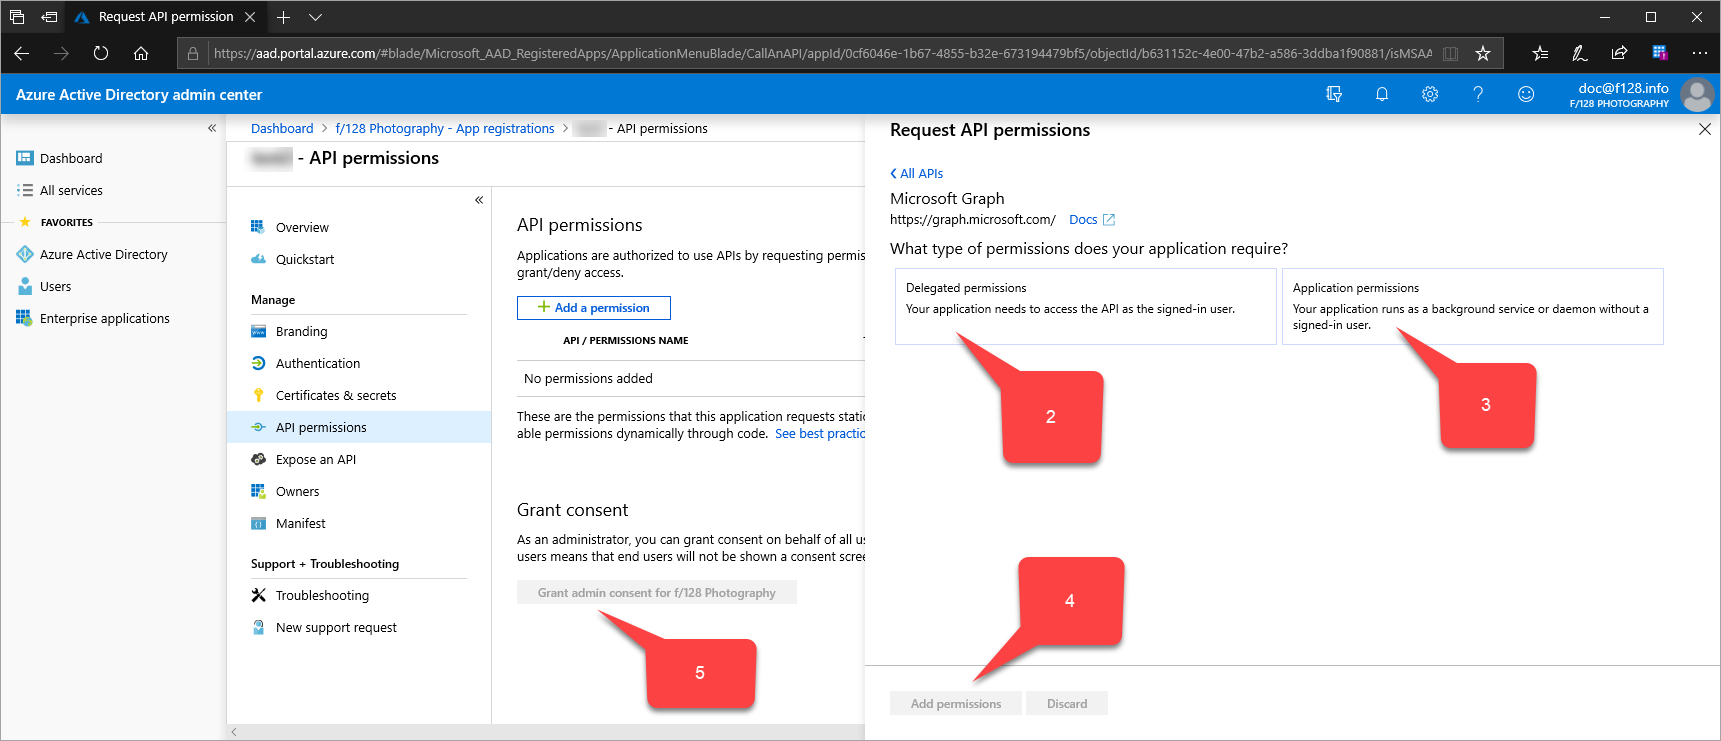 Request API permission
https://aad.portal.azure.com/#blade/Microsoft_AAD_RegisteredApps/ApplicationMenuBlade/CallAnAPI/appId/0cf6046e-1b67-4855-b32e-673194479bf5/objectId/b631152c-4e00-47b2-a586-3ddba1f90881/isMSAA
Azure Active Directory admin center
doc@f128.info
F/128 PHOTOGRAPHY
Dashboard
All services
FAVORITES
Azure Active Directory
Users
Enterprise applications
Dashboard > f/128 Photography - App registrations > - API permissions
- API permissions
Overview
Quickstart
Manage
Branding
Authentication
Certificates & secrets
API permissions
Expose an API
Owners
Manifest
Support + Troubleshooting
Troubleshooting
New support request
API permissions
Applications are authorized to use APIs by requesting permis
grant/deny access.
Add a permission
API / PERMISSIONS NAME
No permissions added
These are the permissions that this application requests static
able permissions dynamically through code. See best practic
Grant consent
As an administrator, you can grant consent on behalf of all us
users means that end users will not be shown a consent scree
Grant admin consent for f/128 Photography
5
Request API permissions
All APIs
Microsoft Graph
https://graph.microsoft.com/ Docs
What type of permissions does your application require?
Delegated permissions
Your application needs to access the API as the signed-in user.
Application permissions
Your application runs as a background service or daemon without a
signed-in user.
2
3
4
Add permissions
Discard